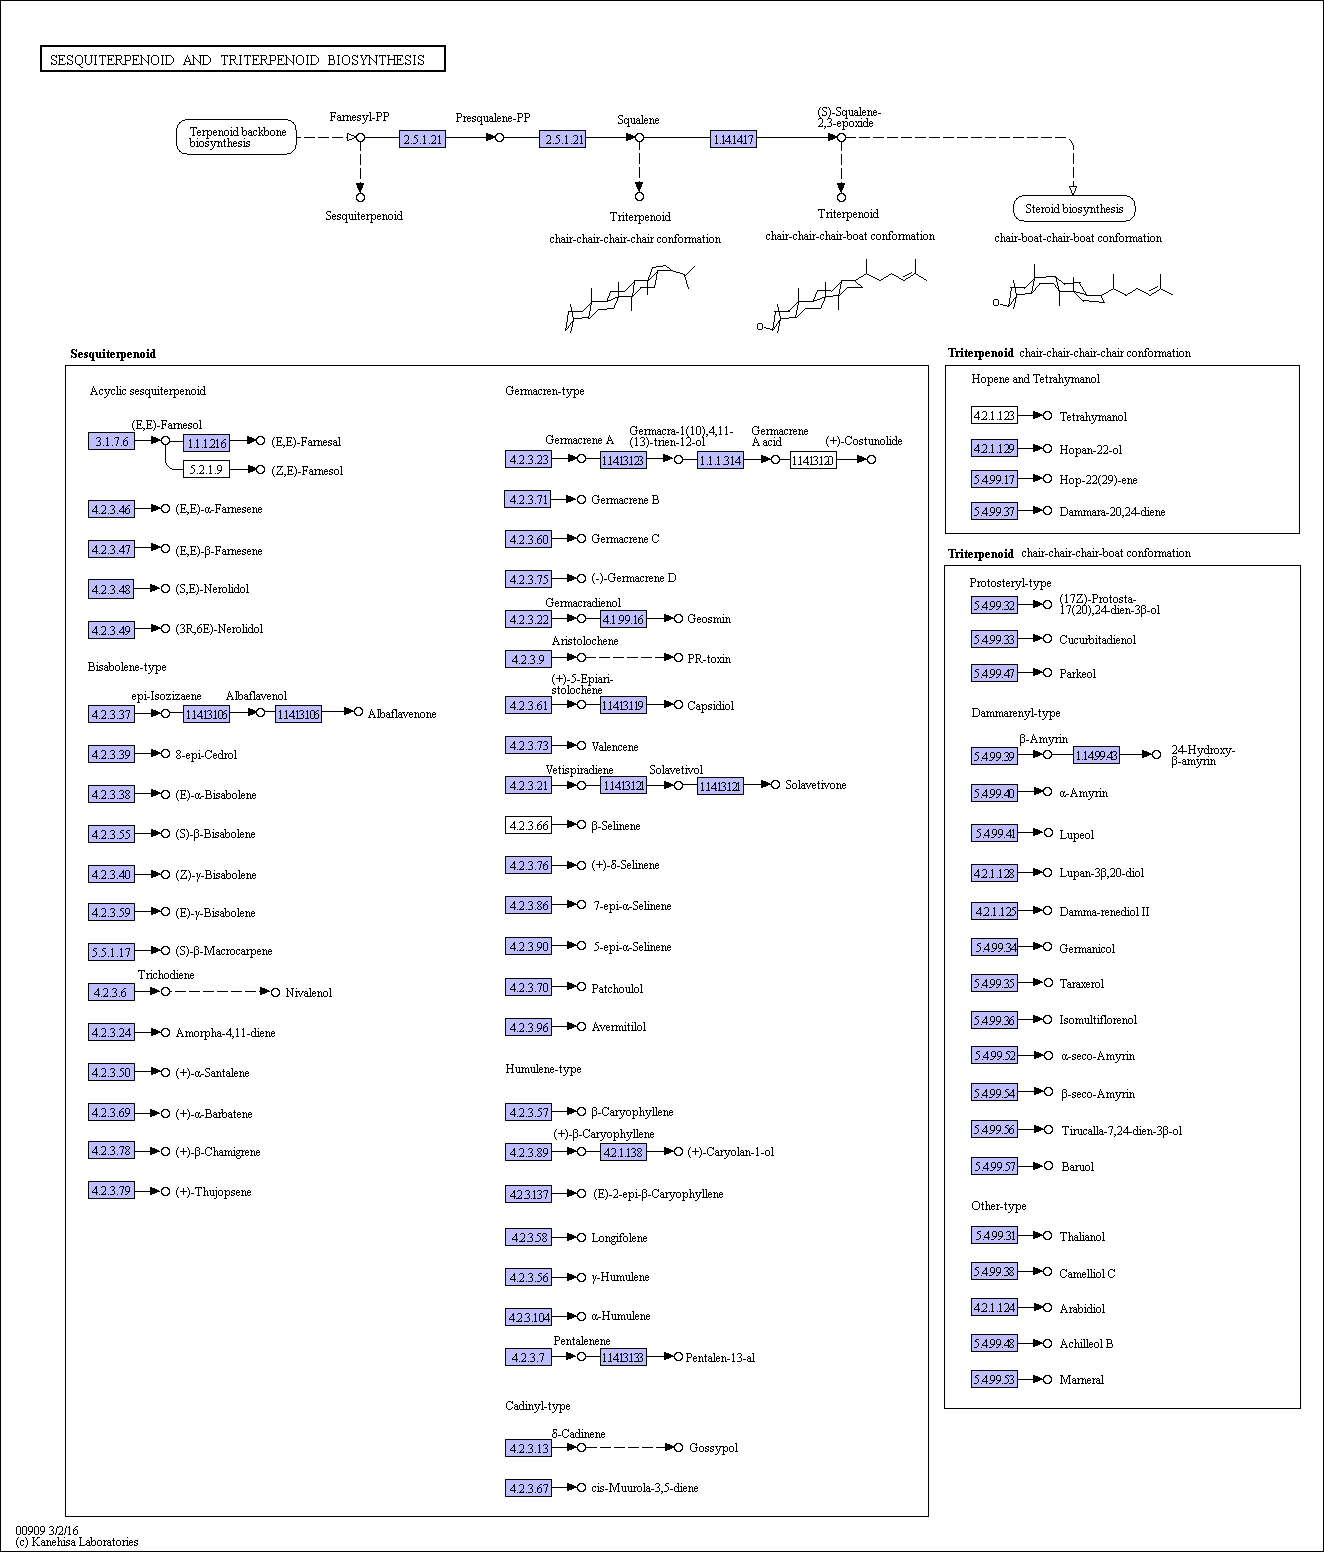 SESQUITERPENOID AND TRITERPENOID BIOSYNTHESIS
Terpenoid backbone
biosynthesis
Farnesyl-PP
2.5.1.21
Presqualene-PP
2.5.1.21
Squalene
1.14.14.17
(S)-Squalene-
2,3-epoxide
Sesquiterpenoid
Triterpenoid
chair-chair-chair-chair conformation
Triterpenoid
chair-chair-chair-boat conformation
Steroid biosynthesis
chair-boat-chair-boat conformation
O
O
Sesquiterpenoid
Acyclic sesquiterpenoid
(E,E)-Farnesol
3.1.7.6
1.1.1.216
(E,E)-Farnesal
5.2.1.9
(Z,E)-Farnesol
4.2.3.46
(E,E)-α-Farnesene
4.2.3.47
(E,E)-β-Farnesene
4.2.3.48
(S,E)-Nerolidol
4.2.3.49
(3R,6E)-Nerolidol
Bisabolene-type
epi-Isozizaene
Albaflavenol
4.2.3.37
1.14.13.106
1.14.13.106
Albaflavenone
4.2.3.39
8-epi-Cedrol
4.2.3.38
(E)-α-Bisabolene
4.2.3.55
(S)-β-Bisabolene
4.2.3.40
(Z)-γ-Bisabolene
4.2.3.59
(E)-γ-Bisabolene
5.5.1.17
(S)-β-Macrocarpene
Trichodiene
4.2.3.6
Nivalenol
4.2.3.24
Amorpha-4,11-diene
4.2.3.50
(+)-α-Santalene
4.2.3.69
(+)-α-Barbatene
4.2.3.78
(+)-β-Chamigrene
4.2.3.79
(+)-Thujopsene
Germacren-type
Germacrene A
Germacra-1(10),4,11-
(13)-trien-12-ol
Germacrene
A acid
(+)-Costunolide
4.2.3.23
1.14.13.123
1.1.1.314
1.14.13.120
4.2.3.71
Germacrene B
4.2.3.60
Germacrene C
4.2.3.75
(-)-Germacrene D
Germacradienol
4.2.3.22
4.1.99.16
Geosmin
Aristolochene
4.2.3.9
PR-toxin
(+)-5-Epiari-
stolochene
4.2.3.61
1.14.13.119
Capsidiol
4.2.3.73
Valencene
Vetispiradiene
Solavetivol
4.2.3.21
1.14.13.121
1.14.13.121
Solavetivone
4.2.3.66
β-Selinene
4.2.3.76
(+)-δ-Selinene
4.2.3.86
7-epi-α-Selinene
4.2.3.90
5-epi-α-Selinene
4.2.3.70
Patchoulol
4.2.3.96
Avermitilol
Humulene-type
4.2.3.57
β-Caryophyllene
(+)-β-Caryophyllene
4.2.3.89
4.2.1.138
(+)-Caryolan-1-ol
4.2.3.137
(E)-2-epi-β-Caryophyllene
4.2.3.58
Longifolene
4.2.3.56
γ-Humulene
4.2.3.104
α-Humulene
Pentalenene
4.2.3.7
1.14.13.133
Pentalen-13-al
Cadinyl-type
δ-Cadinene
4.2.3.13
Gossypol
4.2.3.67
cis-Muurola-3,5-diene
Triterpenoid chair-chair-chair-chair conformation
Hopene and Tetrahymanol
4.2.1.123
Tetrahymanol
4.2.1.129
Hopan-22-ol
5.4.99.17
Hop-22(29)-ene
5.4.99.37
Dammara-20,24-diene
Triterpenoid chair-chair-chair-boat conformation
Protosteryl-type
5.4.99.32
(17Z)-Protosta-
17(20),24-dien-3β-ol
5.4.99.33
Cucurbitadienol
5.4.99.47
Parkeol
Dammarenyl-type
β-Amyrin
5.4.99.39
1.14.99.43
24-Hydroxy-
β-amyrin
5.4.99.40
α-Amyrin
5.4.99.41
Lupeol
4.2.1.128
Lupan-3β,20-diol
4.2.1.125
Damma-renediol II
5.4.99.34
Germanicol
5.4.99.35
Taraxerol
5.4.99.36
Isomultiflorenol
5.4.99.52
α-seco-Amyrin
5.4.99.54
β-seco-Amyrin
5.4.99.56
Tirucalla-7,24-dien-3β-ol
5.4.99.57
Baruol
Other-type
5.4.99.31
Thalianol
5.4.99.38
Camelliol C
4.2.1.124
Arabidiol
5.4.99.48
Achilleol B
5.4.99.53
Marneral
00909 3/2/16
(c) Kanehisa Laboratories